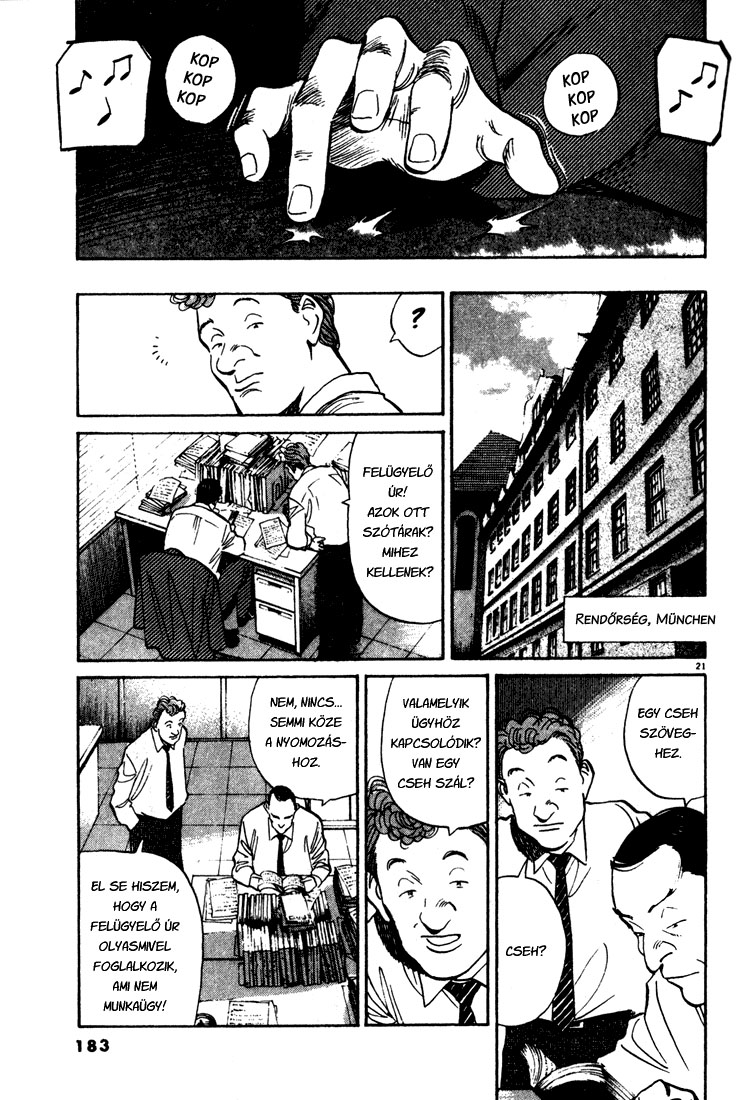 KOP
KOP
KOP
KOP
KOP
KOP
RENDŐRSÉG, MÜNCHEN
21
?
FELÜGYELŐ
ÚR!
AZOK OTT
SZÓTÁRAK?
MIHEZ
KELLENEK?
EGY CSEH
SZÖVEG-
HEZ.
CSEH?
VALAMELYIK
ÜGYHÖZ
KAPCSOLÓDIK?
VAN EGY
CSEH SZÁL?
NEM, NINCS...
SEMMI KÖZE
A NYOMOZÁS-
HOZ.
EL SE HISZEM,
HOGY A
FELÜGYELŐ ÚR
OLYASMIVEL
FOGLALKOZIK,
AMI NEM
MUNKAÜGY!
183